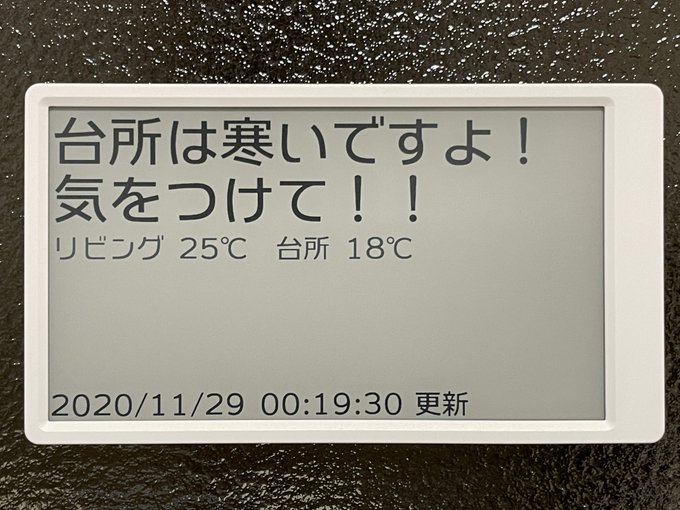 台所は寒いですよ！
気をつけて！！
リビング 25℃　台所 18℃
2020/11/29 00:19:30 更新